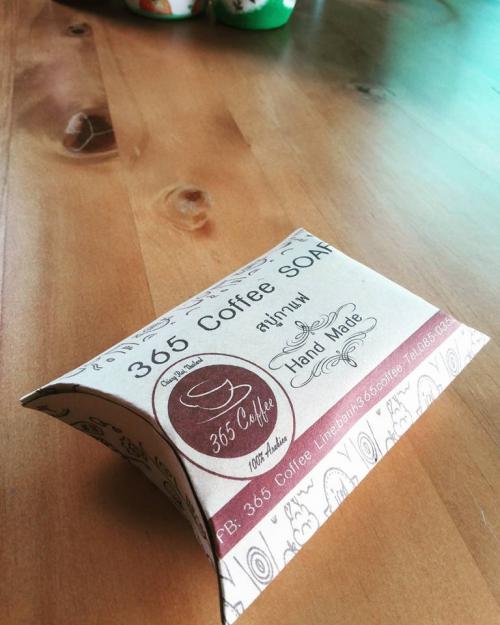 365 Coffee SOAP
สบู่กาแฟ
Hand Made
Chiang Rai, Thailand
365 Coffee
100% Arabica
FB: 365 Coffee Line:banh365coffee Tel.085-035